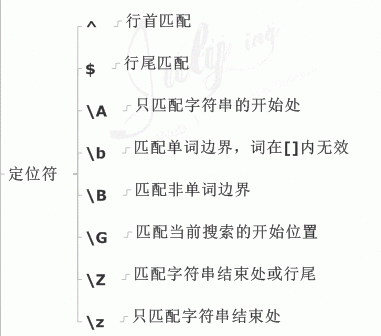 ^ 行首匹配
$ 行尾匹配
\A 只匹配字符串的开始处
\b 匹配单词边界，词在[]内无效
定位符
\B 匹配非单词边界
\G 匹配当前搜索的开始位置
\Z 匹配字符串结束处或行尾
\z 只匹配字符串结束处